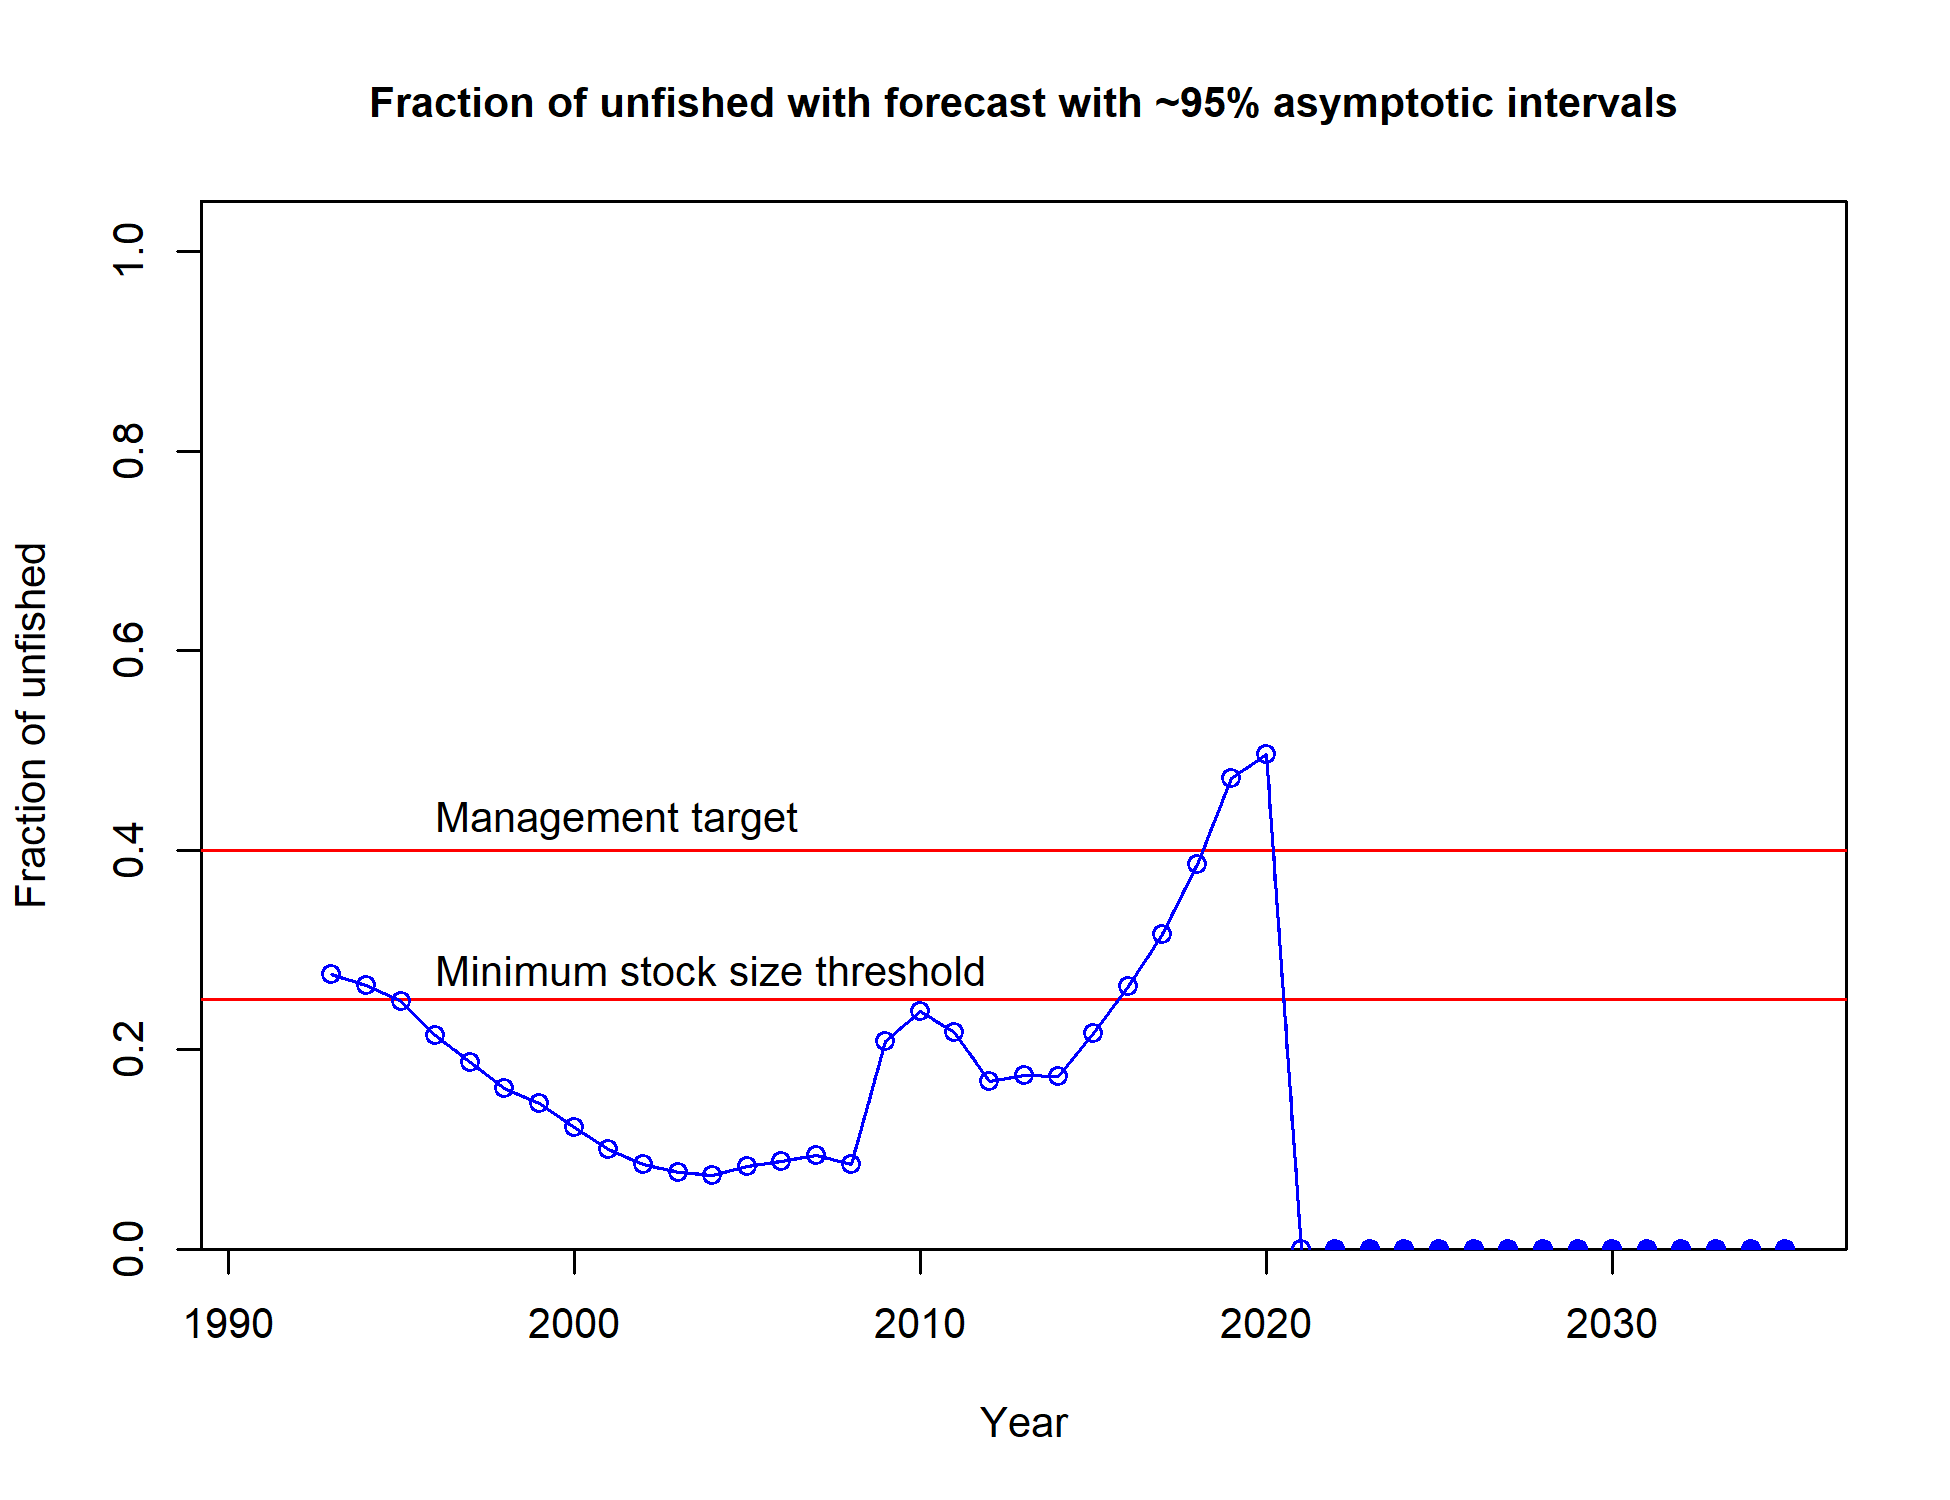 Fraction of unfished with forecast with ~95% asymptotic intervals
Fraction of unfished
1.0
0.8
0.6
0.4
0.2
0.0
Management target
Minimum stock size threshold
1990 2000 2010 2020 2030
Year